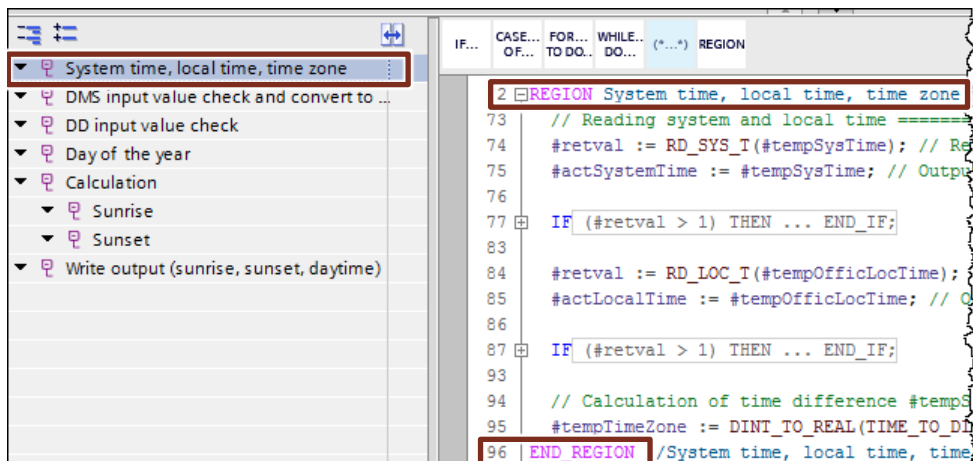 System time, local time, time zone
DMS input value check and convert to ...
DD input value check
Day of the year
Calculation
Sunrise
Sunset
Write output (sunrise, sunset, daytime)
IF... CASE... OF... FOR... TO DO... WHILE.. DO... (*...*) REGION
2 REGION System time, local time, time zone
73 // Reading system and local time =======
74 #retval := RD_SYS_T(#tempSysTime); // Re
75 #actSystemTime := #tempSysTime; // Outpu
76
77 IF (#retval > 1) THEN ... END_IF;
83
84 #retval := RD_LOC_T(#tempOfficLocTime);
85 #actLocalTime := #tempOfficLocTime; // O
86
87 IF (#retval > 1) THEN ... END_IF;
93
94 // Calculation of time difference #tempS
95 #tempTimeZone := DINT_TO_REAL(TIME_TO_DI
96 END_REGION /System time, local time, time